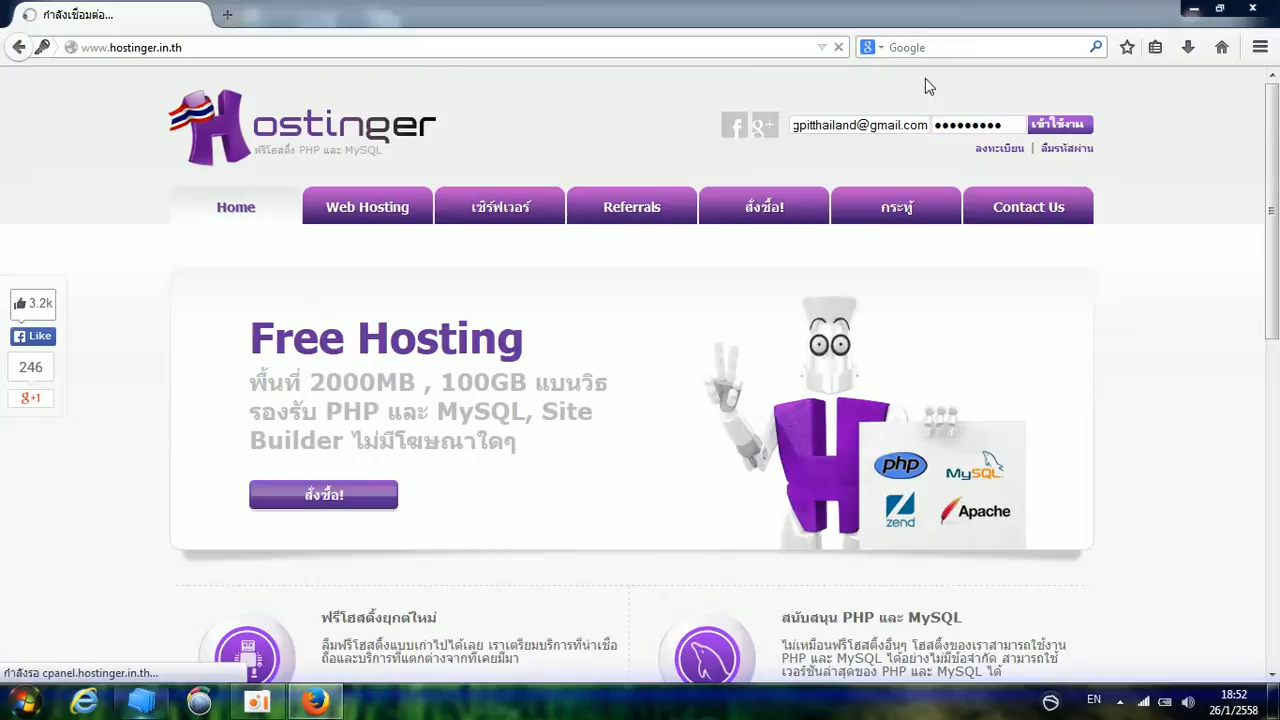 กำลังเชื่อมต่อ...
www.hostinger.in.th
Google
Hostinger
ฟรีโฮสติ้ง PHP และ MySQL
gpitthailand@gmail.com
เข้าใช้งาน
ลงทะเบียน | ลืมรหัสผ่าน
Home
Web Hosting
เซิร์ฟเวอร์
Referrals
สั่งซื้อ!
กระทู้
Contact Us
3.2k
Like
246
g+1
Free Hosting
พื้นที่ 2000MB , 100GB แบนวิธ
รองรับ PHP และ MySQL, Site
Builder ไม่มีโฆษณาใดๆ
สั่งซื้อ!
php
MySQL
zend
Apache
ฟรีโฮสติ้งยุกต์ใหม่
ลืมฟรีโฮสติ้งแบบเก่าไปได้เลย เราเตรียมบริการที่น่าเชื่อ
ถือและบริการที่แตกต่างจากที่เคยมีมา
สนับสนุน PHP และ MySQL
ไม่เหมือนฟรีโฮสติ้งอื่นๆ โฮสติ้งของเราสามารถใช้งาน
PHP และ MySQL ได้อย่างไม่มีข้อจำกัด สามารถใช้
เวอร์ชั่นล่าสุดของ PHP และ MySQL ได้
กำลังรอ cpanel.hostinger.in.th...
EN
18:52
26/1/2558